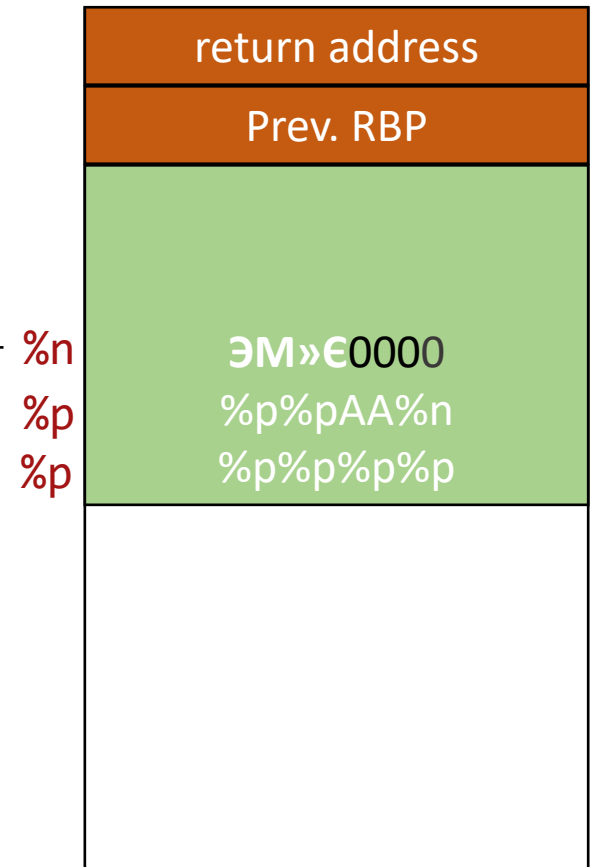 return address
Prev. RBP
%n ЭМ»Є0000
%p %p%pAA%n
%p %p%p%p%p